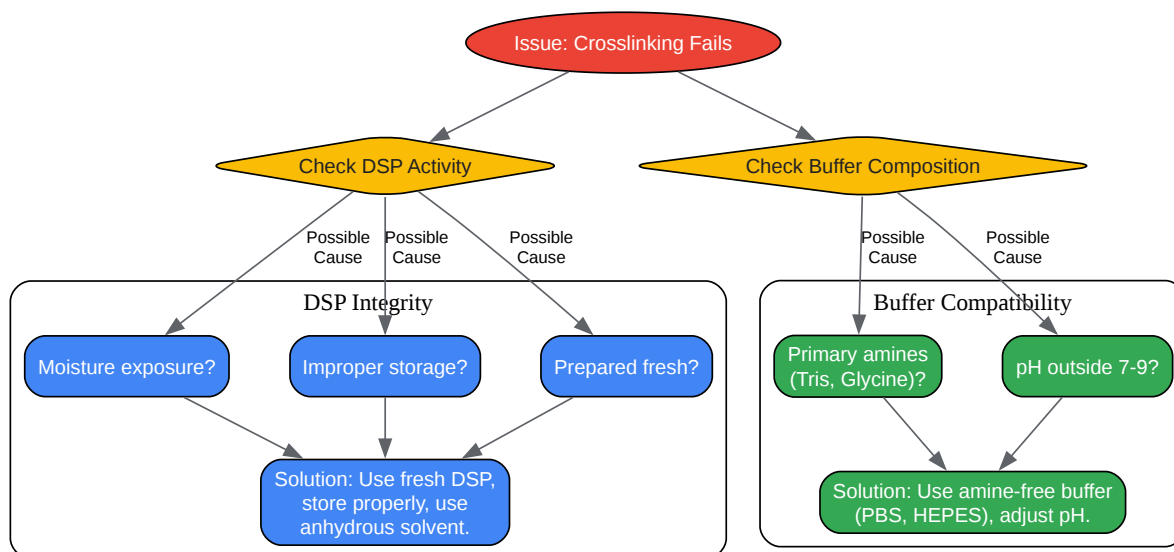 Issue: Crosslinking Fails
Check DSP Activity
Check Buffer Composition
Possible
Cause
Possible
Cause
Possible
Cause
Possible
Cause
Possible
Cause
DSP Integrity
Buffer Compatibility
Moisture exposure?
Improper storage?
Prepared fresh?
Primary amines
(Tris, Glycine)?
pH outside 7-9?
Solution: Use fresh DSP,
store properly, use
anhydrous solvent.
Solution: Use amine-free buffer
(PBS, HEPES), adjust pH.